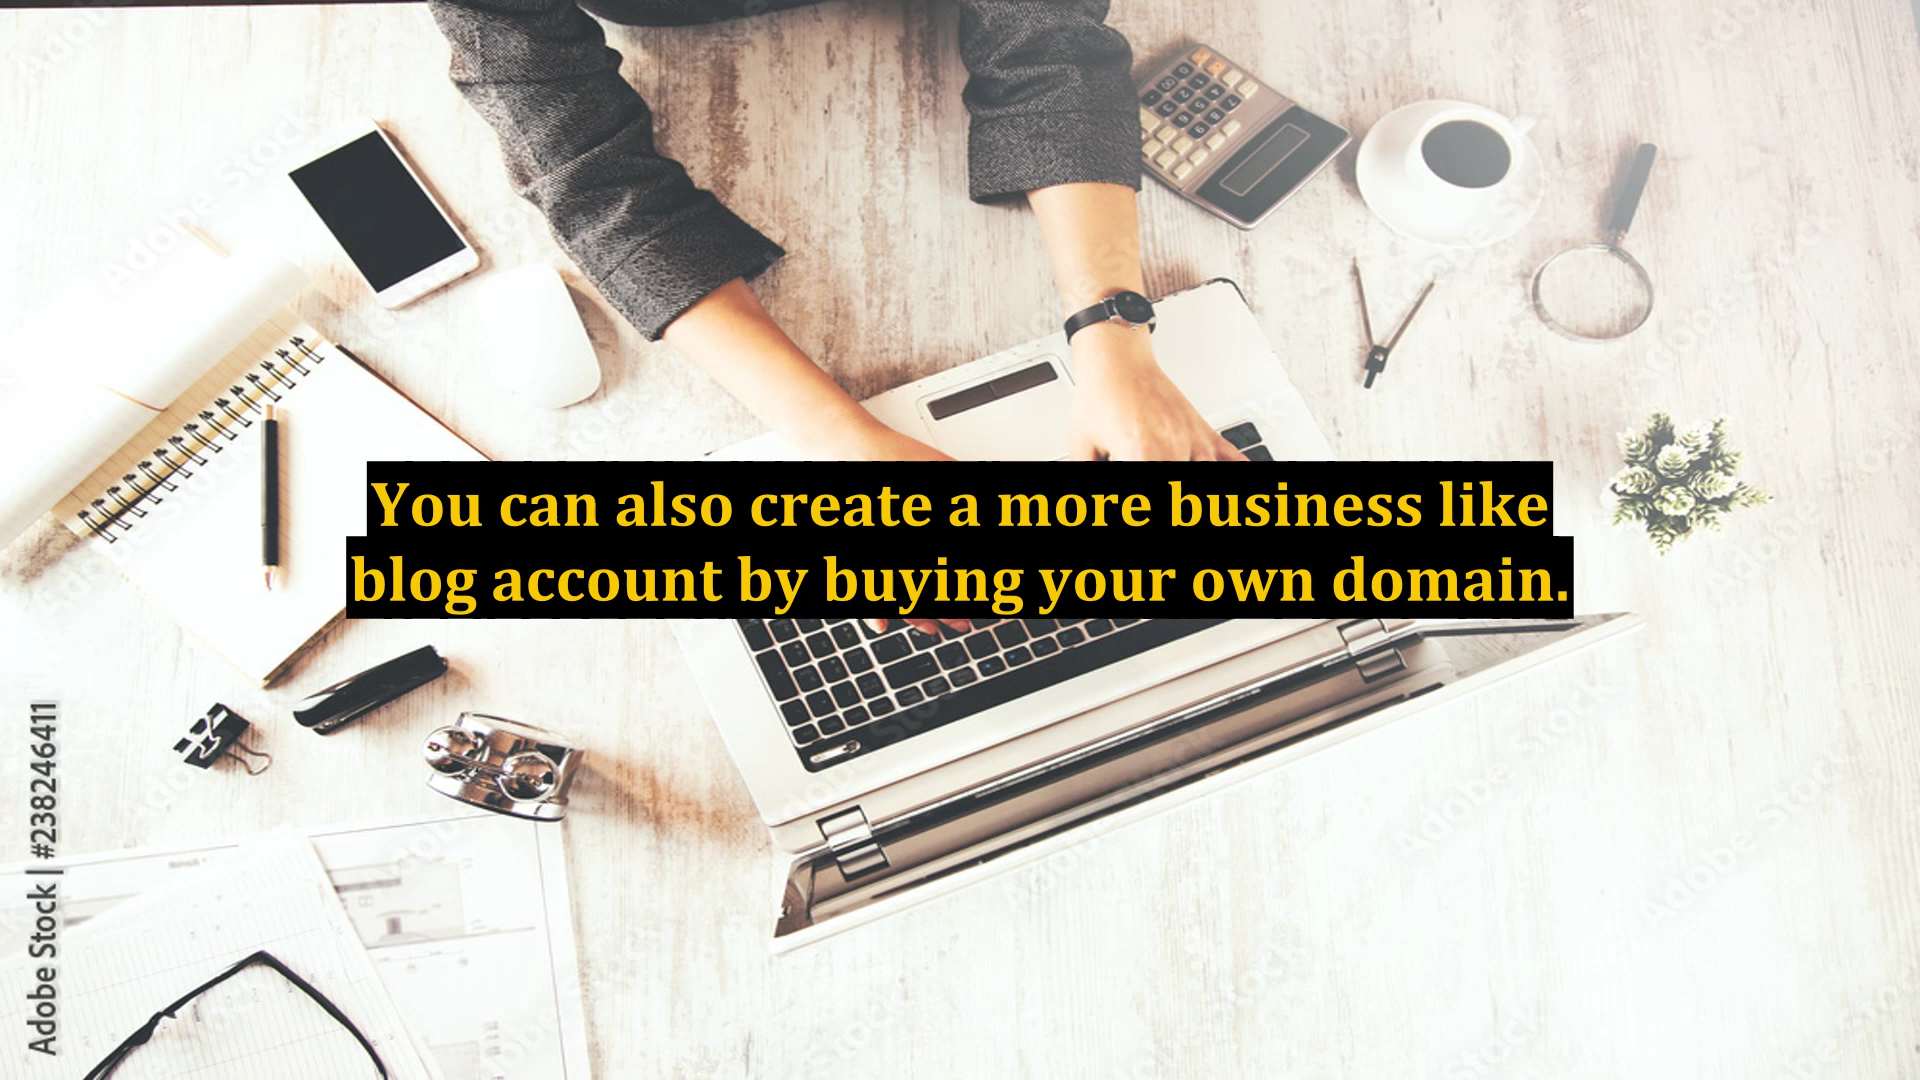 You can also create a more business like
blog account by buying your own domain.
Adobe Stock | #238246411